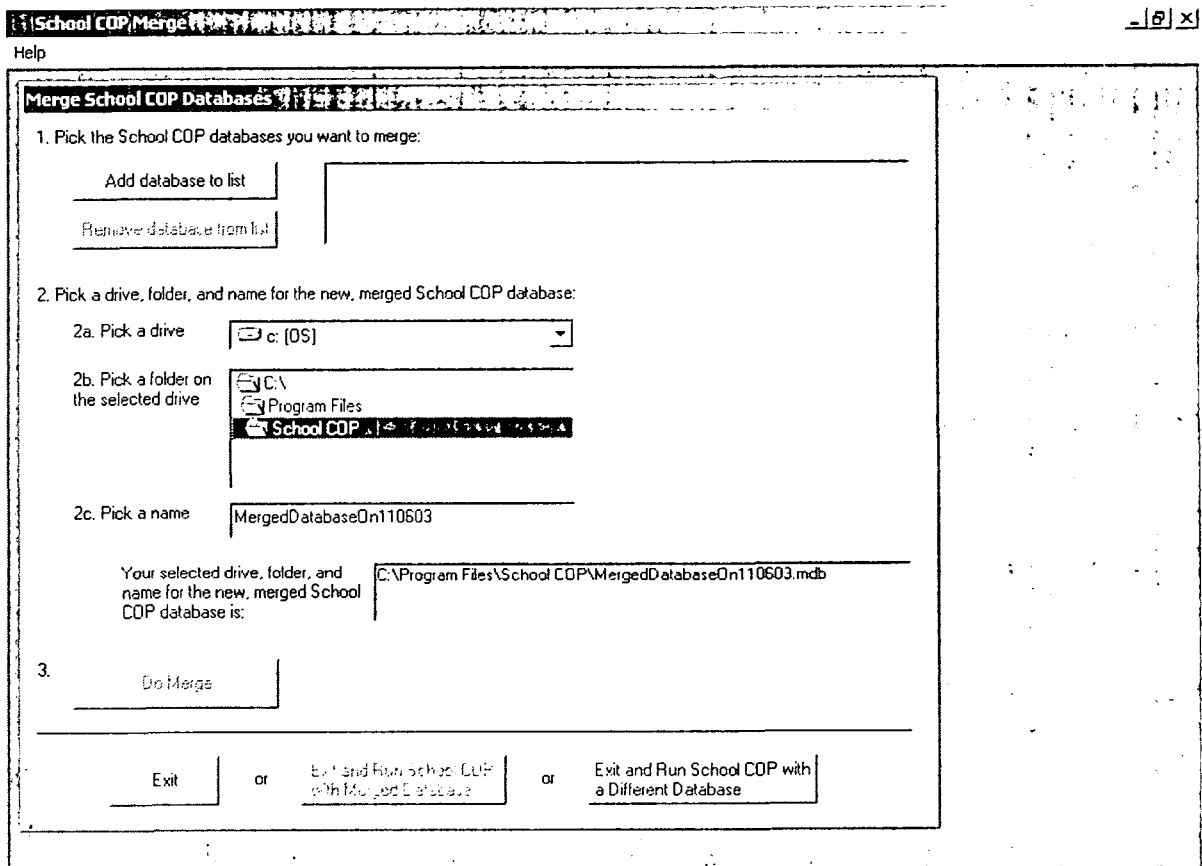 School COP Merge
Help
Merge School COP Databases
1. Pick the School COP databases you want to merge:
Add database to list
Remove database from list
2. Pick a drive, folder, and name for the new, merged School COP database:
2a. Pick a drive
c: [OS]
2b. Pick a folder on
the selected drive
C:\
Program Files
School COP
2c. Pick a name
MergedDatabaseOn110603
Your selected drive, folder, and
name for the new, merged School
COP database is:
C:\Program Files\School COP\MergedDatabaseOn110603.mdb
3.
Do Merge
Exit
or
Exit and Run School COP
with Merged Database
or
Exit and Run School COP with
a Different Database